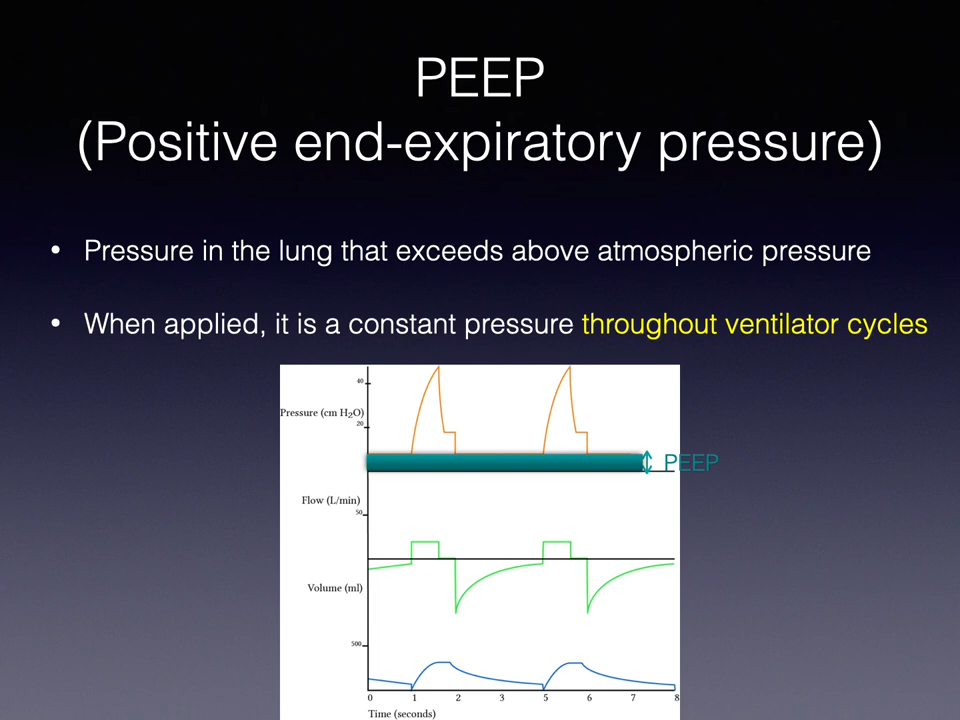 PEEP
(Positive end-expiratory pressure)
• Pressure in the lung that exceeds above atmospheric pressure
• When applied, it is a constant pressure throughout ventilator cycles
40
Pressure (cm H2O)
20
PEEP
Flow (L/min)
50
Volume (ml)
500
0 1 2 3 4 5 6 7 8
Time (seconds)